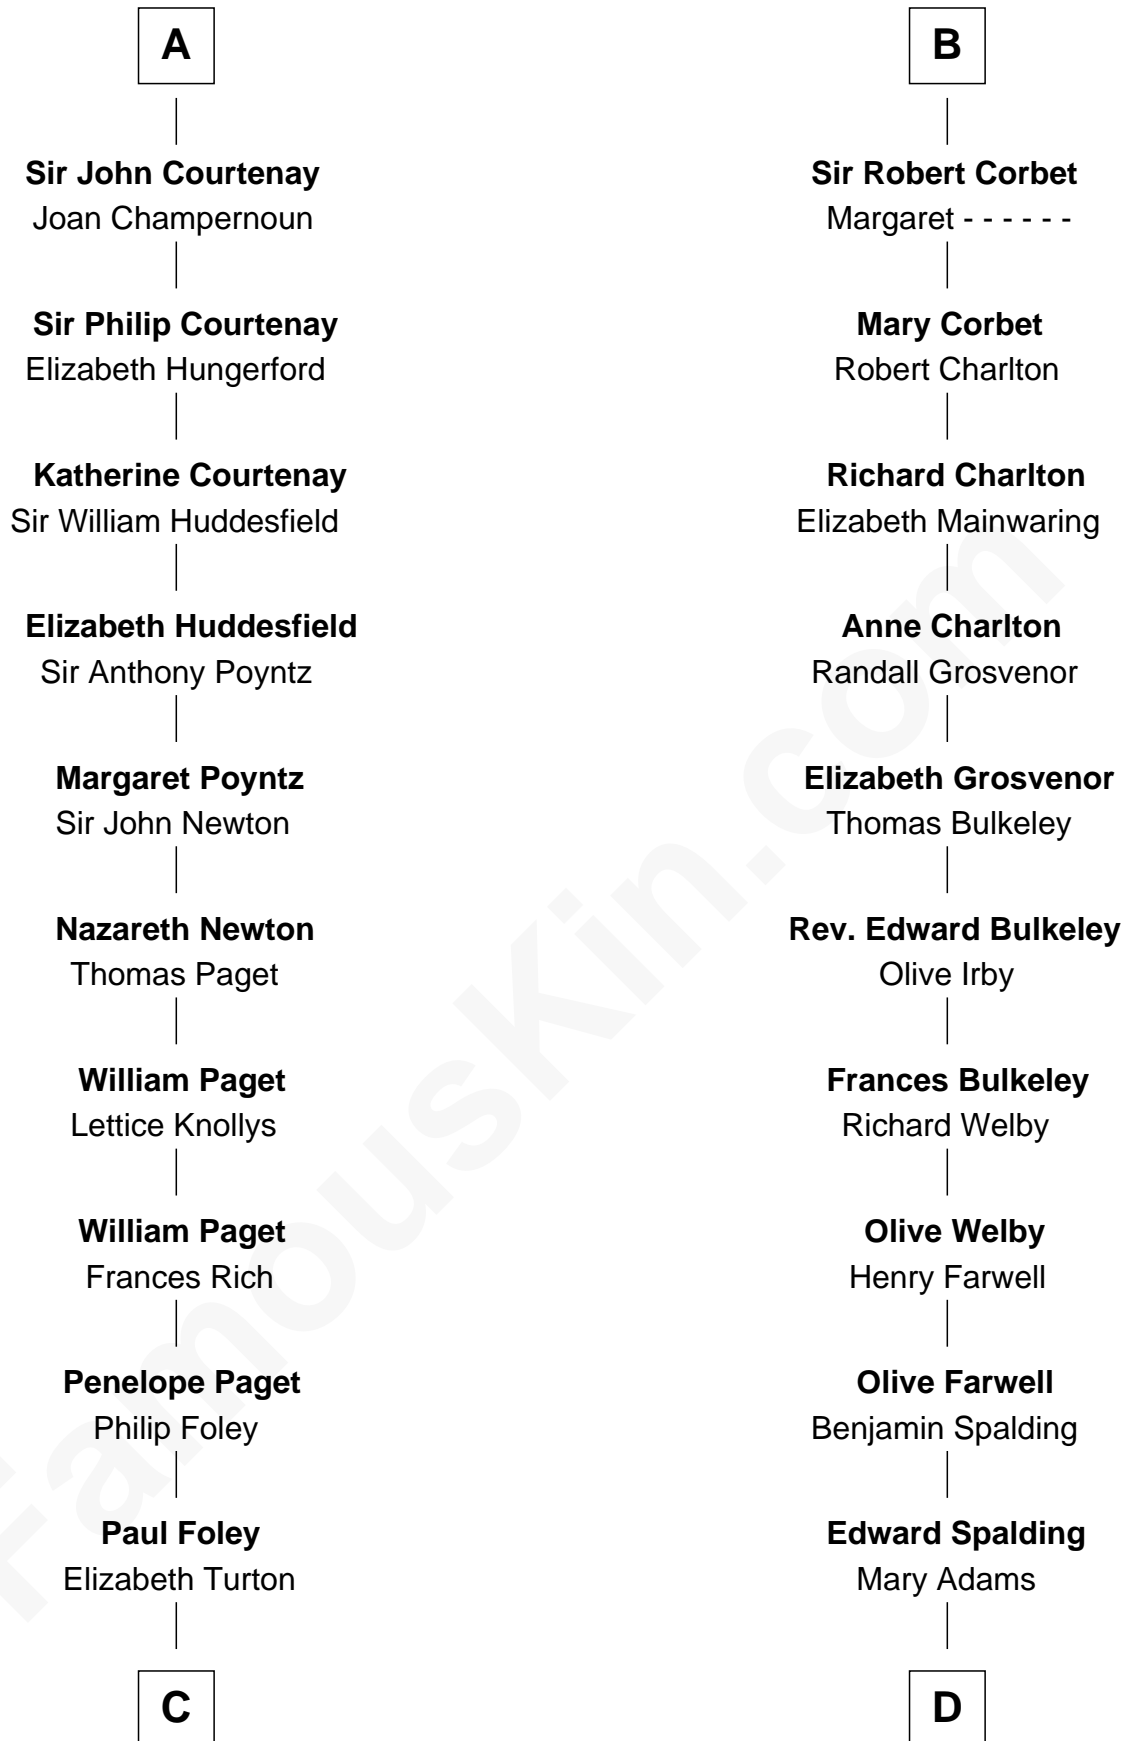 A
Sir John Courtenay
Joan Champernoun
Sir Philip Courtenay
Elizabeth Hungerford
Katherine Courtenay
Sir William Huddesfield
Elizabeth Huddesfield
Sir Anthony Poyntz
Margaret Poyntz
Sir John Newton
Nazareth Newton
Thomas Paget
William Paget
Lettice Knollys
William Paget
Frances Rich
Penelope Paget
Philip Foley
Paul Foley
Elizabeth Turton
C
B
Sir Robert Corbet
Margaret - - - - - -
Mary Corbet
Robert Charlton
Richard Charlton
Elizabeth Mainwaring
Anne Charlton
Randall Grosvenor
Elizabeth Grosvenor
Thomas Bulkeley
Rev. Edward Bulkeley
Olive Irby
Frances Bulkeley
Richard Welby
Olive Welby
Henry Farwell
Olive Farwell
Benjamin Spalding
Edward Spalding
Mary Adams
D
FamousKin.com